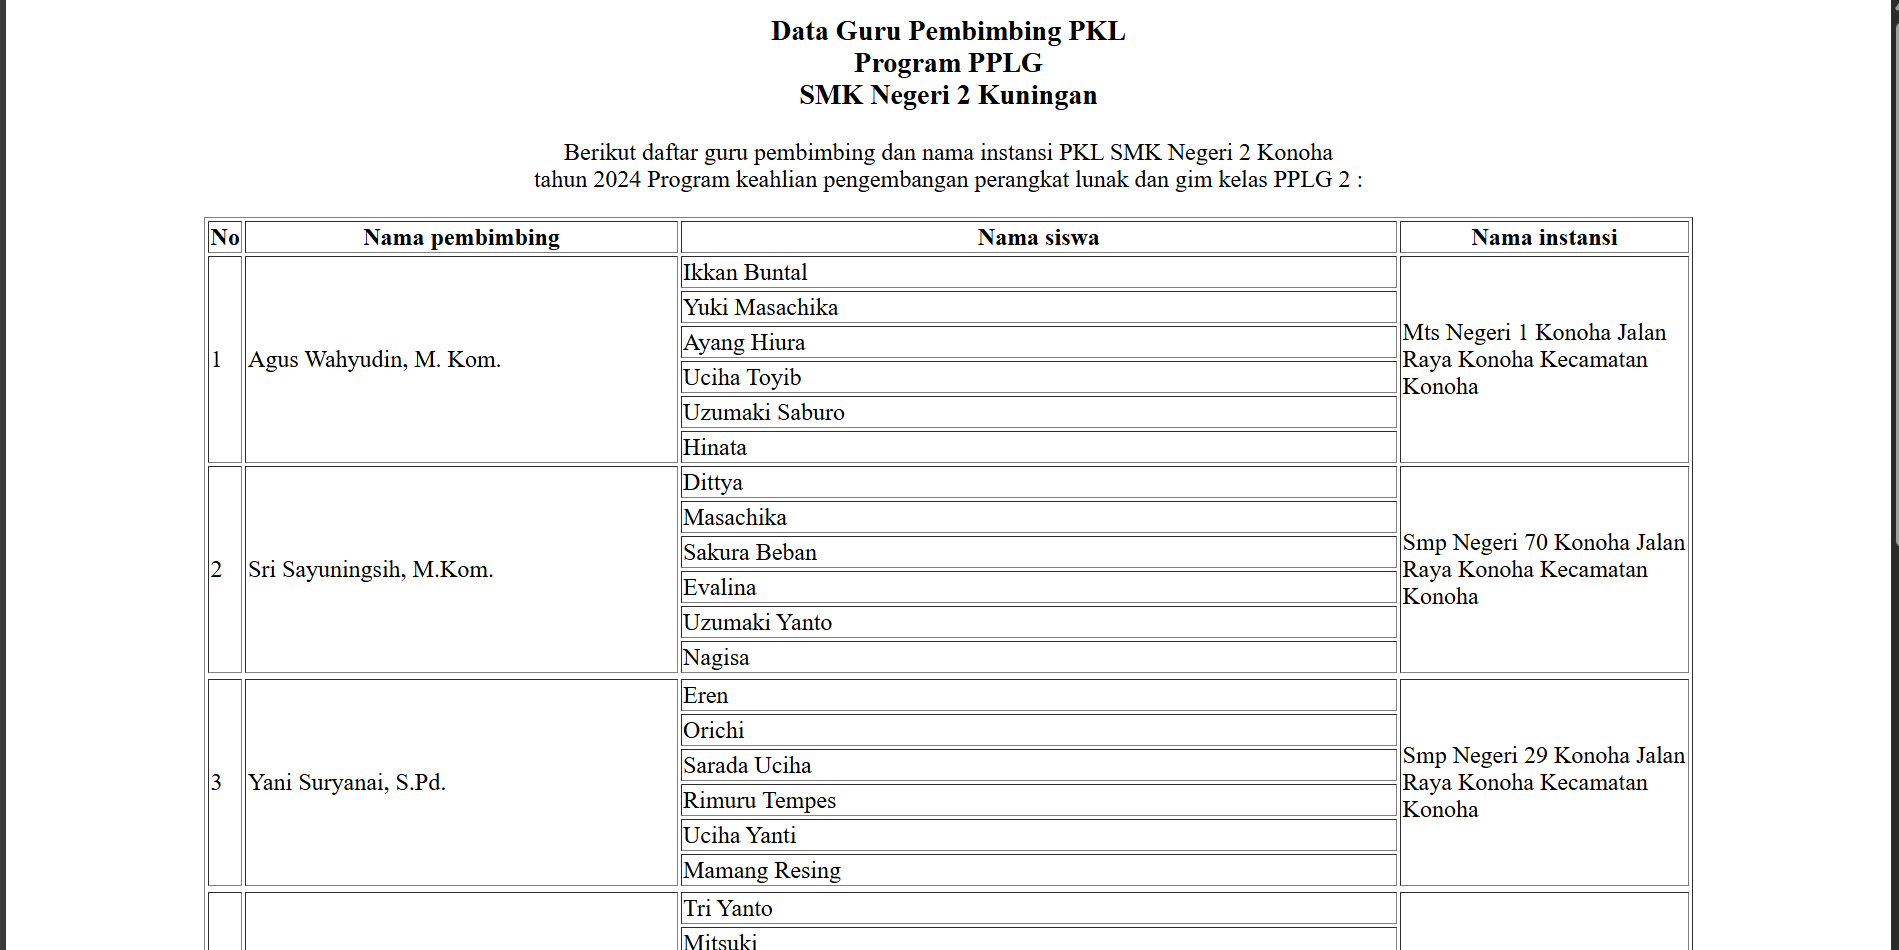 Data Guru Pembimbing PKL
Program PPLG
SMK Negeri 2 Kuningan
Berikut daftar guru pembimbing dan nama instansi PKL SMK Negeri 2 Konoha
tahun 2024 Program keahlian pengembangan perangkat lunak dan gim kelas PPLG 2 :
No Nama pembimbing Nama siswa Nama instansi
1 Agus Wahyudin, M. Kom.
Ikkan Buntal
Yuki Masachika
Ayang Hiura
Uciha Toyib
Uzumaki Saburo
Hinata
Mts Negeri 1 Konoha Jalan
Raya Konoha Kecamatan
Konoha
2 Sri Sayuningsih, M.Kom.
Dittya
Masachika
Sakura Beban
Evalina
Uzumaki Yanto
Nagisa
Smp Negeri 70 Konoha Jalan
Raya Konoha Kecamatan
Konoha
3 Yani Suryanai, S.Pd.
Eren
Orichi
Sarada Uciha
Rimuru Tempes
Uciha Yanti
Mamang Resing
Smp Negeri 29 Konoha Jalan
Raya Konoha Kecamatan
Konoha
Tri Yanto
Mitsuki